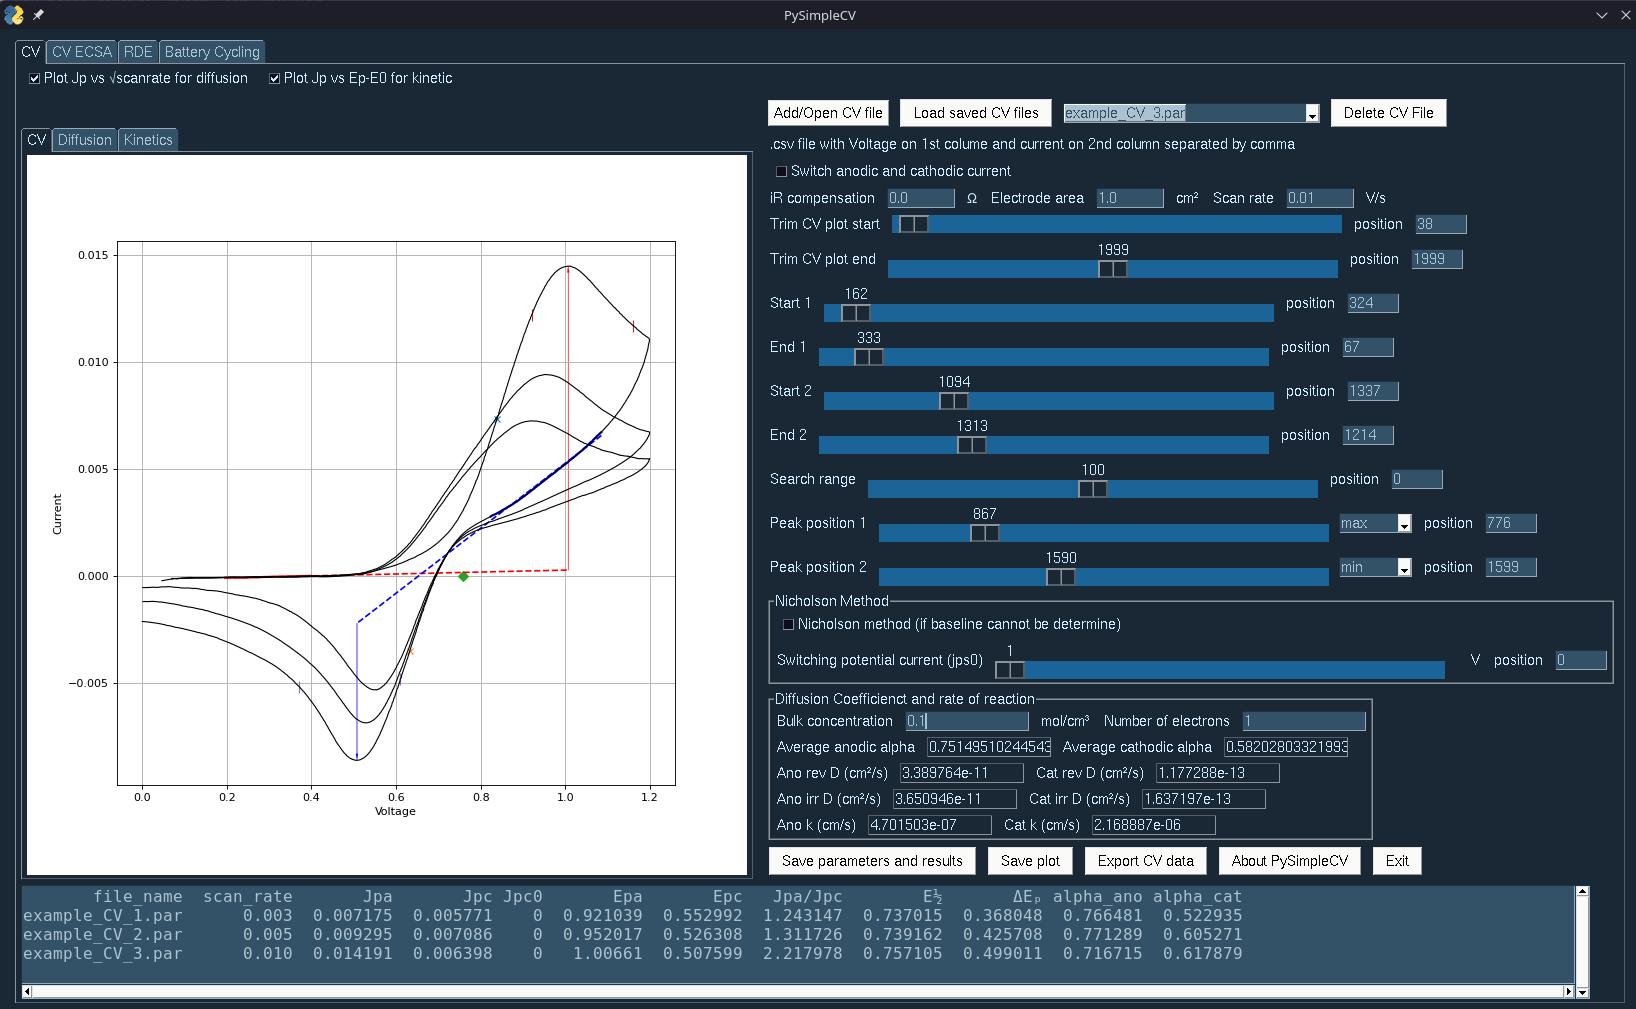 PySimpleCV
CV CV ECSA RDE Battery Cycling
Plot Jp vs √scanrate for diffusion Plot Jp vs Ep-E0 for kinetic
Add/Open CV file Load saved CV files example_CV_3.par Delete CV File
CV Diffusion Kinetics
.csv file with Voltage on 1st colume and current on 2nd column separated by comma
Switch anodic and cathodic current
iR compensation 0.0 Ω Electrode area 1.0 cm² Scan rate 0.01 V/s
Trim CV plot start position 38
1999
Trim CV plot end position 1999
162
Start 1 position 324
333
End 1 position 67
1094
Start 2 position 1337
1313
End 2 position 1214
100
Search range position 0
867
Peak position 1 max position 776
1590
Peak position 2 min position 1599
Nicholson Method
Nicholson method (if baseline cannot be determine)
1
Switching potential current (jps0) V position 0
Diffusion Coefficienct and rate of reaction
Bulk concentration 0.1 mol/cm³ Number of electrons 1
Average anodic alpha 0.75149510244543 Average cathodic alpha 0.58202803321993
Ano rev D (cm²/s) 3.389764e-11 Cat rev D (cm²/s) 1.177288e-13
Ano irr D (cm²/s) 3.650946e-11 Cat irr D (cm²/s) 1.637197e-13
Ano k (cm/s) 4.701503e-07 Cat k (cm/s) 2.168887e-06
Save parameters and results Save plot Export CV data About PySimpleCV Exit
0.015
0.010
0.005
0.000
−0.005
Current
0.0 0.2 0.4 0.6 0.8 1.0 1.2
Voltage
file_name scan_rate Jpa Jpc Jpc0 Epa Epc Jpa/Jpc E½ ΔEₚ alpha_ano alpha_cat
example_CV_1.par 0.003 0.007175 0.005771 0 0.921039 0.552992 1.243147 0.737015 0.368048 0.766481 0.522935
example_CV_2.par 0.005 0.009295 0.007086 0 0.952017 0.526308 1.311726 0.739162 0.425708 0.771289 0.605271
example_CV_3.par 0.010 0.014191 0.006398 0 1.00661 0.507599 2.217978 0.757105 0.499011 0.716715 0.617879